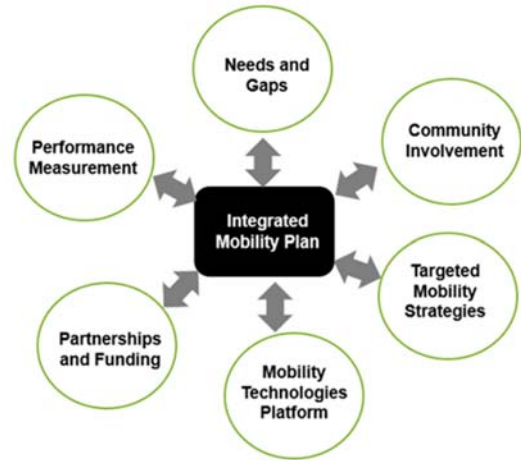 Needs and
Gaps
Community
Involvement
Performance
Measurement
Integrated
Mobility Plan
Targeted
Mobility
Strategies
Partnerships
and Funding
Mobility
Technologies
Platform